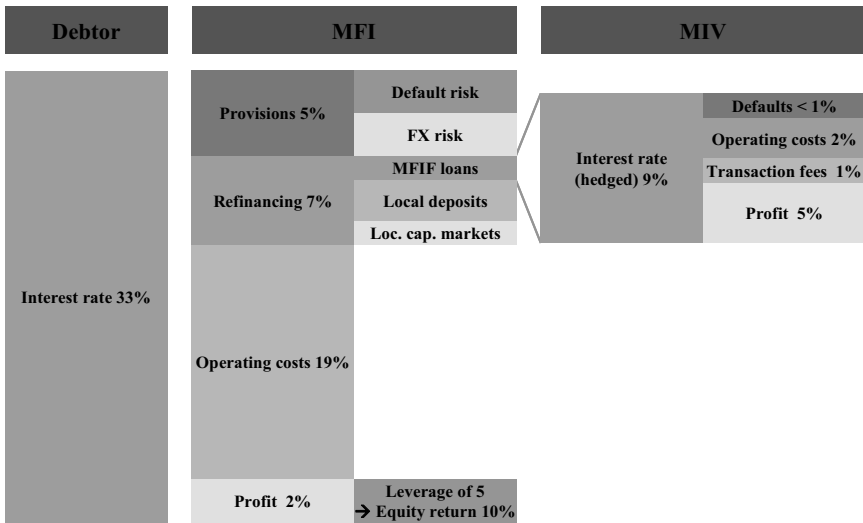 Debtor
MFI
MIV
Interest rate 33%
Provisions 5%
Default risk
FX risk
Refinancing 7%
MFIF loans
Local deposits
Loc. cap. markets
Operating costs 19%
Profit 2%
Leverage of 5
→ Equity return 10%
Interest rate
(hedged) 9%
Defaults < 1%
Operating costs 2%
Transaction fees 1%
Profit 5%